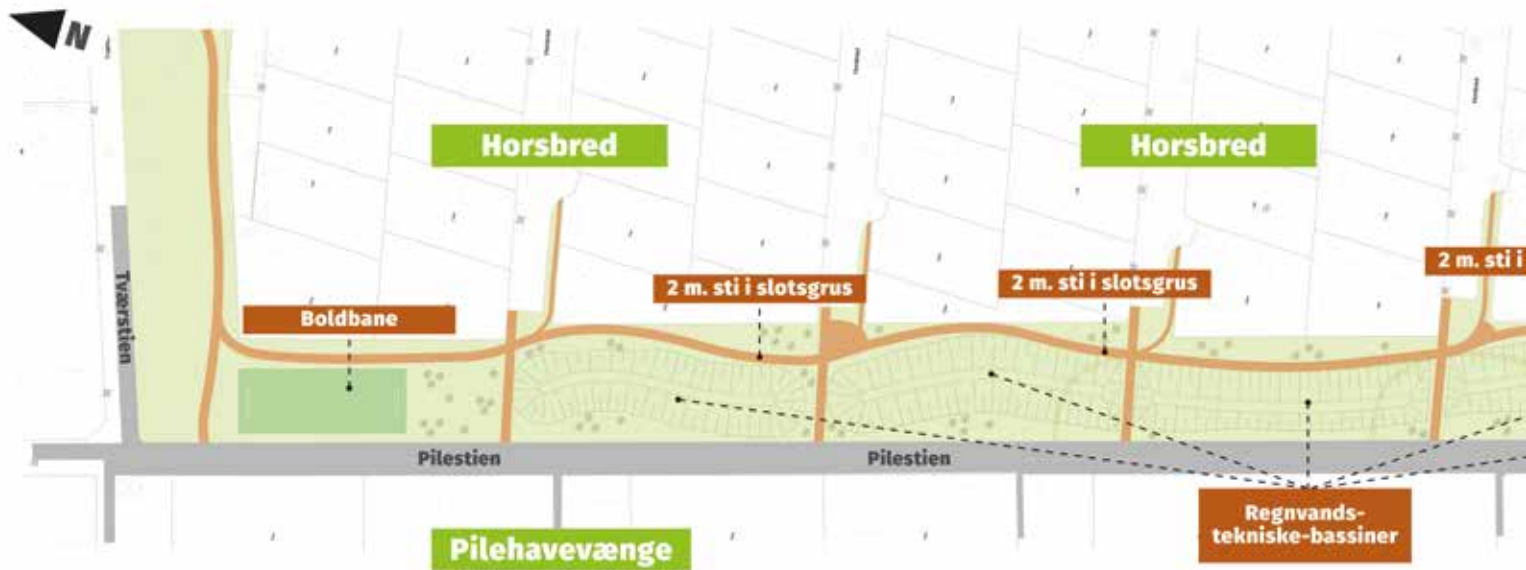 N
Horsbred
Horsbred
Tværstien
2 m. sti i slotsgrus
2 m. sti i slotsgrus
2 m. sti i
Boldbane
Pilestien
Pilestien
Regnvands-
tekniske-bassiner
Pilehavevænge